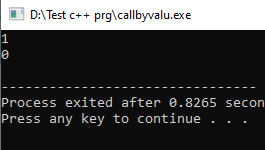 D:\Test c++ prg\callbyvalu.exe
1
0
--------------------------------
Process exited after 0.8265 secon
Press any key to continue . . .